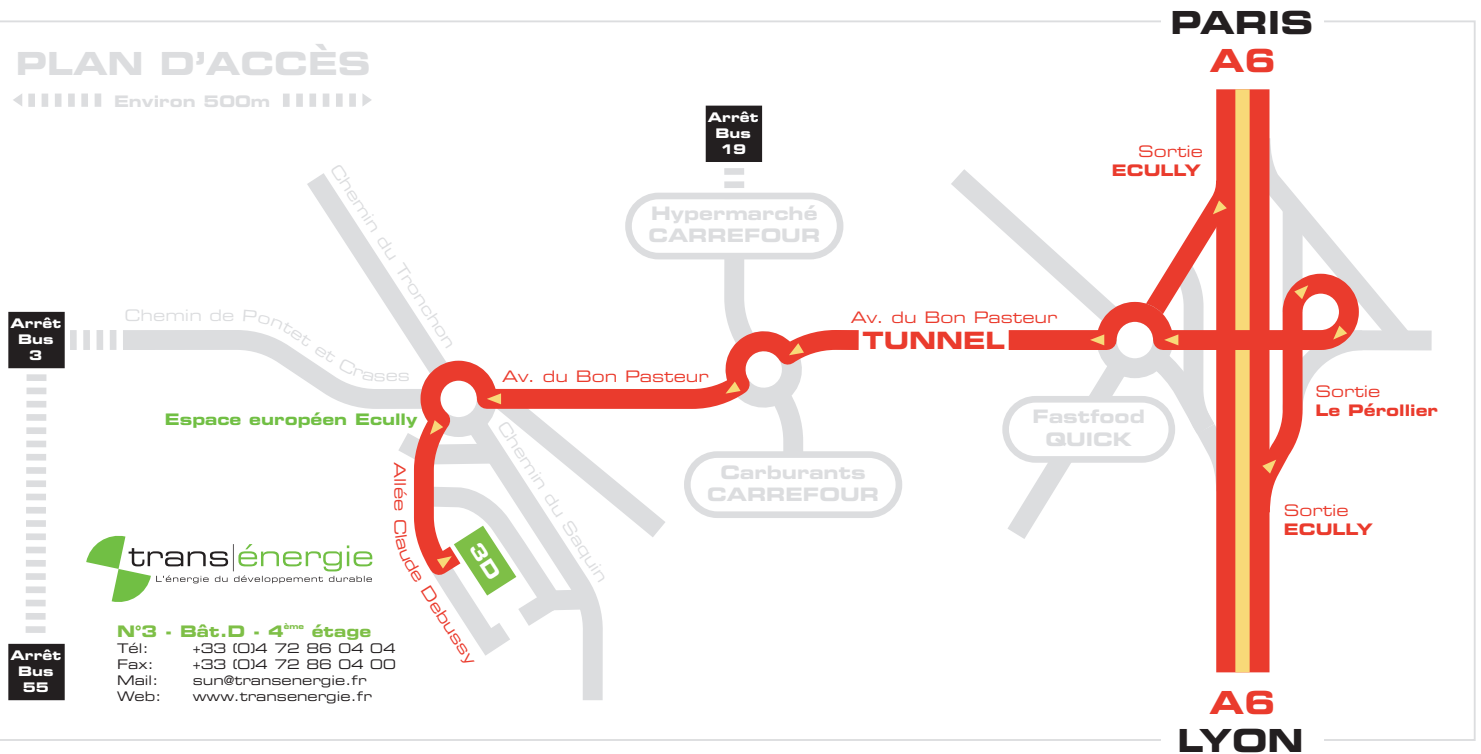 PARIS
A6
PLAN D'ACCÈS
Environ 500m
Arrêt
Bus
19
Sortie
ECULLY
Hypermarché
CARREFOUR
Chemin du Tronchon
Arrêt
Bus
3
Chemin de Pontet et Crases
Av. du Bon Pasteur
TUNNEL
Av. du Bon Pasteur
Espace européen Ecully
Sortie
Le Pérollier
Fastfood
QUICK
Chemin du Saquin
Carburants
CARREFOUR
Sortie
ECULLY
Allée Claude Debussy
3D
trans|énergie
L'énergie du développement durable
N°3 - Bât.D - 4ème étage
Tél: +33 (0)4 72 86 04 04
Fax: +33 (0)4 72 86 04 00
Mail: sun@transenergie.fr
Web: www.transenergie.fr
Arrêt
Bus
55
A6
LYON